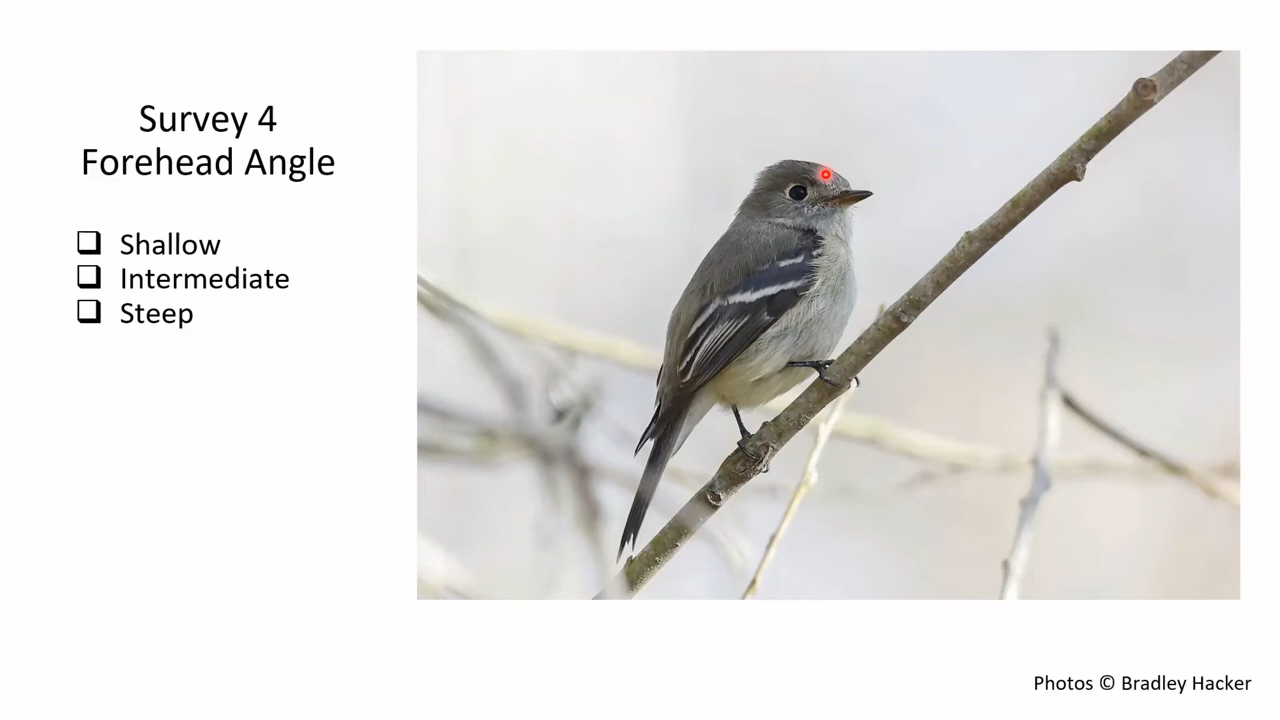 Survey 4
Forehead Angle
Shallow
Intermediate
Steep
Photos © Bradley Hacker